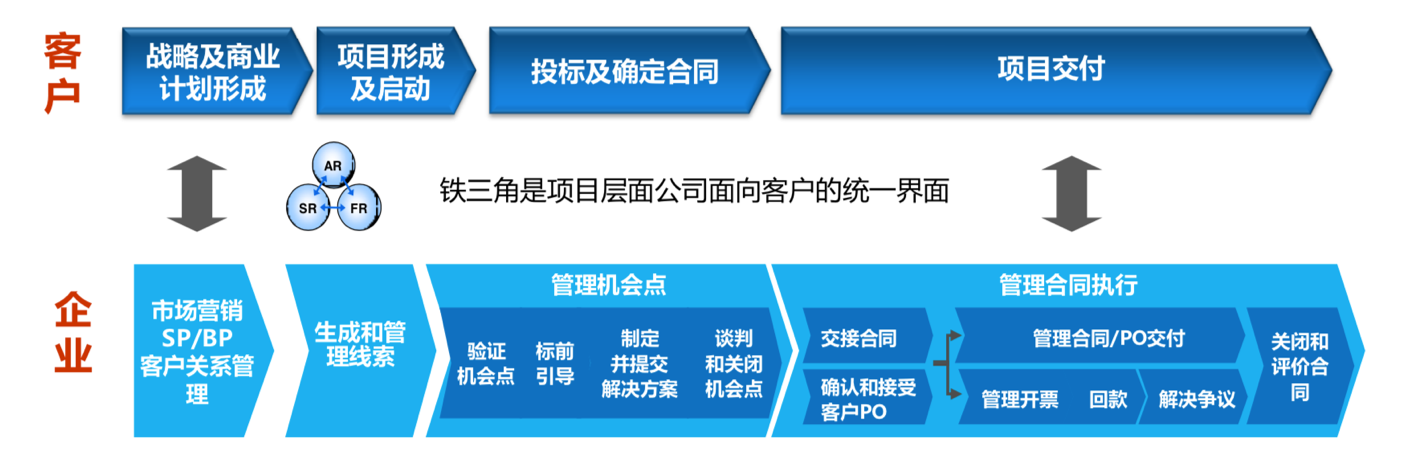 客
户
战略及商业
计划形成
项目形成
及启动
投标及确定合同
项目交付
AR
SR
FR
铁三角是项目层面公司面向客户的统一界面
企
业
市场营销
SP/BP
客户关系管
理
生成和管
理线索
管理机会点
验证
机会点
标前
引导
制定
并提交
解决方案
谈判
和关闭
机会点
管理合同执行
交接合同
确认和接受
客户PO
管理合同/PO交付
管理开票
回款
解决争议
关闭和
评价合
同